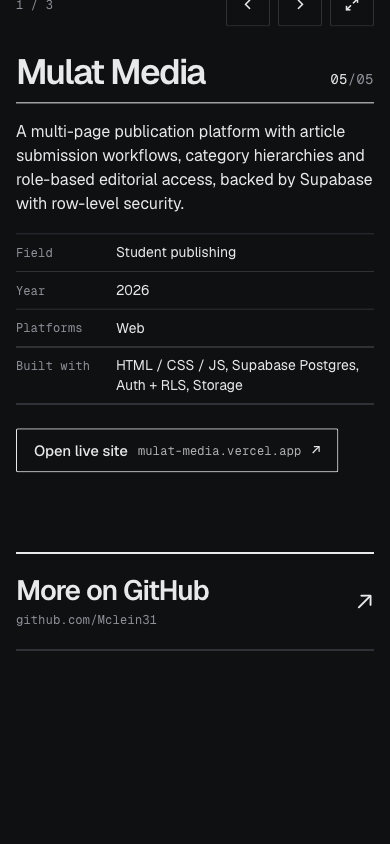 1 / 3
Mulat Media
05/05
A multi-page publication platform with article
submission workflows, category hierarchies and
role-based editorial access, backed by Supabase
with row-level security.
Field Student publishing
Year 2026
Platforms Web
Built with HTML / CSS / JS, Supabase Postgres,
Auth + RLS, Storage
Open live site mulat-media.vercel.app ↗
More on GitHub
github.com/Mclein31